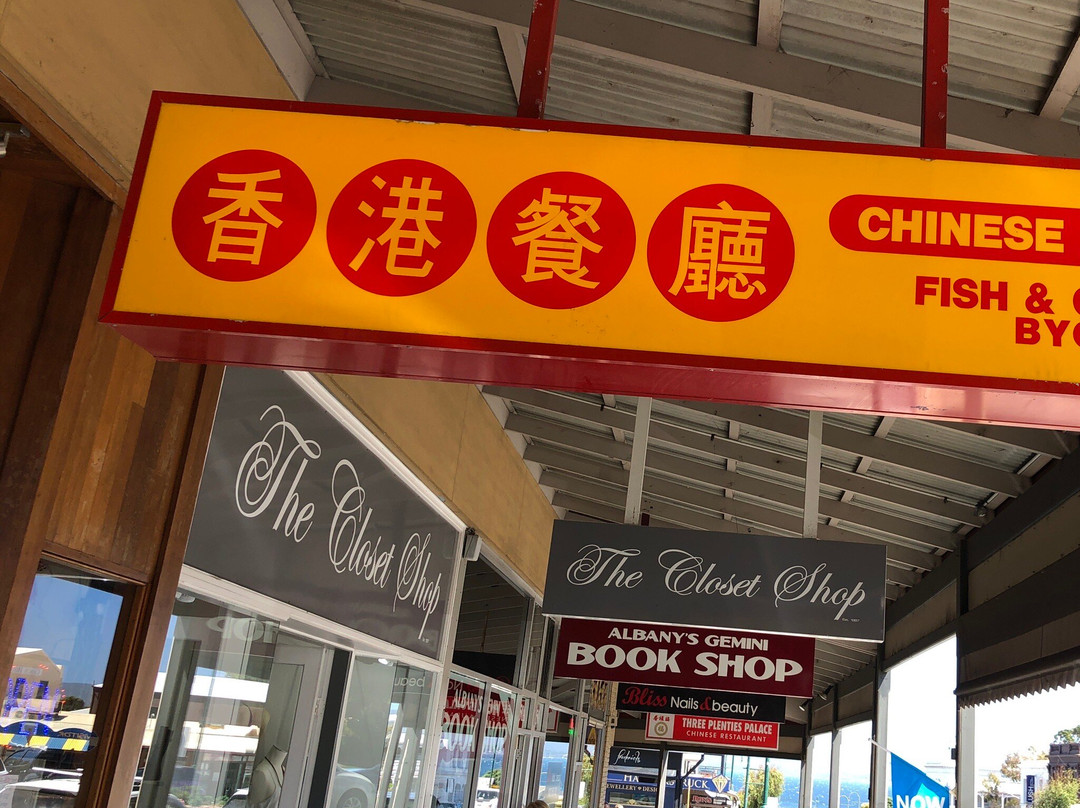 香港餐廳
CHINESE
FISH &
The Closet Shop
The Closet Shop
ALBANY'S GEMINI
BOOK SHOP
Bliss Nails & beauty
THREE PLENTIES PALACE
CHINESE RESTAURANT
NOW